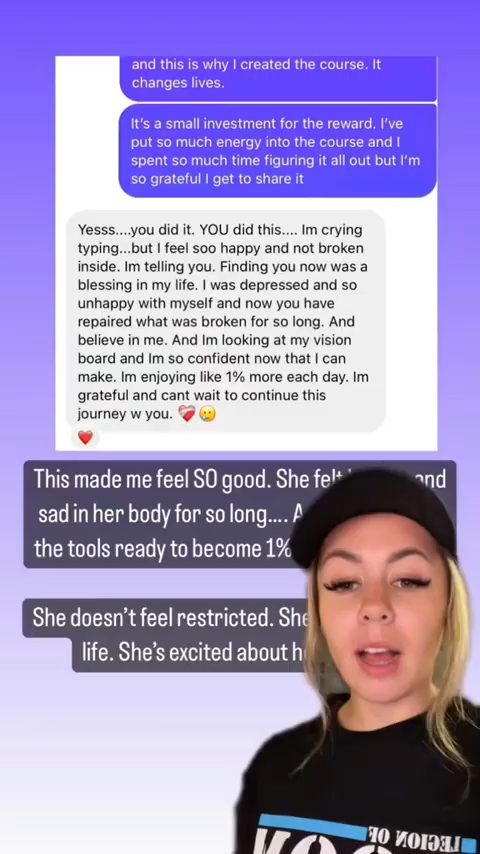 and this is why I created the course. It
changes lives.
It's a small investment for the reward. I've
put so much energy into the course and I
spent so much time figuring it all out but I'm
so grateful I get to share it
Yesss....you did it. YOU did this.... Im crying
typing...but I feel soo happy and not broken
inside. Im telling you. Finding you now was a
blessing in my life. I was depressed and so
unhappy with myself and now you have
repaired what was broken for so long. And
believe in me. And Im looking at my vision
board and Im so confident now that I can
make. Im enjoying like 1% more each day. Im
grateful and cant wait to continue this
journey w you. ❤️‍🩹🥲
❤️
This made me feel SO good. She felt and
sad in her body for so long....
the tools ready to become 1%
She doesn't feel restricted. She
life. She's excited about
LEGION OF